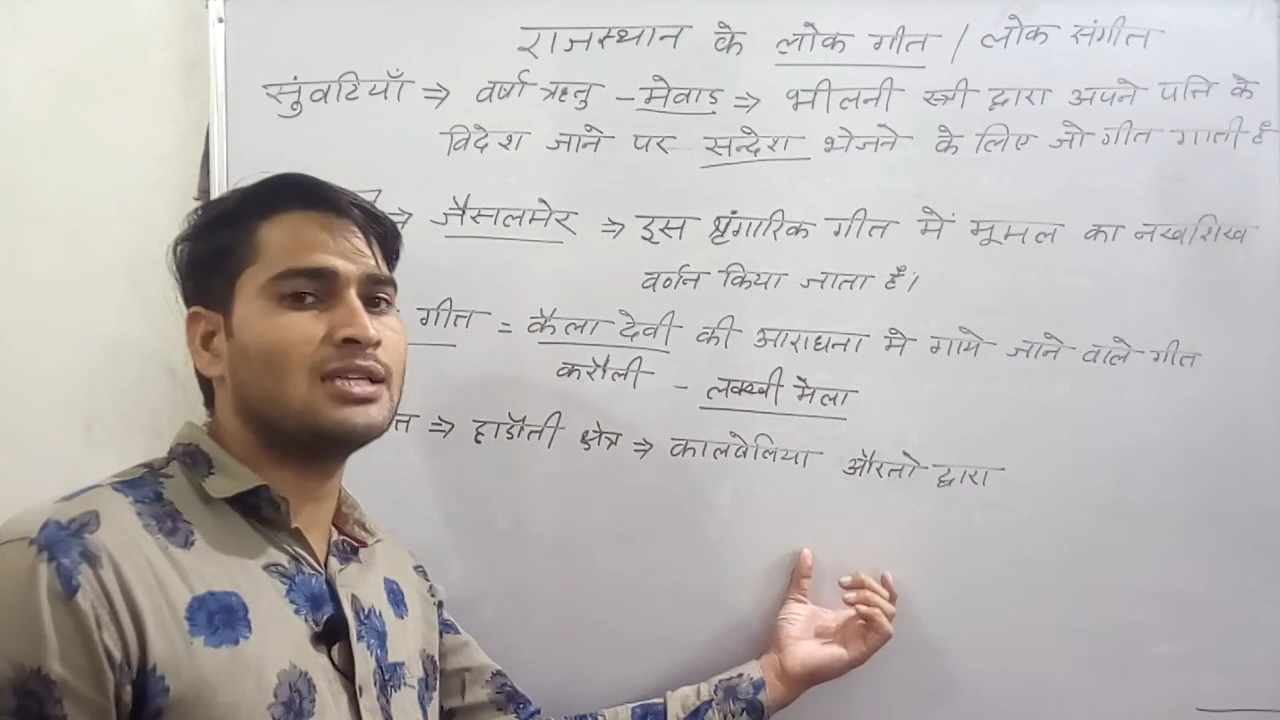 राजस्थान के लोक गीत / लोक संगीत
सुंवटियाँ ⇒ वर्षा ऋतु - मेवाड़ ⇒ भीलनी स्त्री द्वारा अपने पति के
विदेश जाने पर सन्देश भेजने के लिए जो गीत गाती है
⇒ जैसलमेर ⇒ इस श्रृंगारिक गीत में मूमल का नखशिख
वर्णन किया जाता हैं।
गीत = कैला देवी की आराधना मे गाये जाने वाले गीत
करौली - लक्खी मेला
⇒ हाडौती क्षेत्र ⇒ कालबेलिया औरतो द्वारा